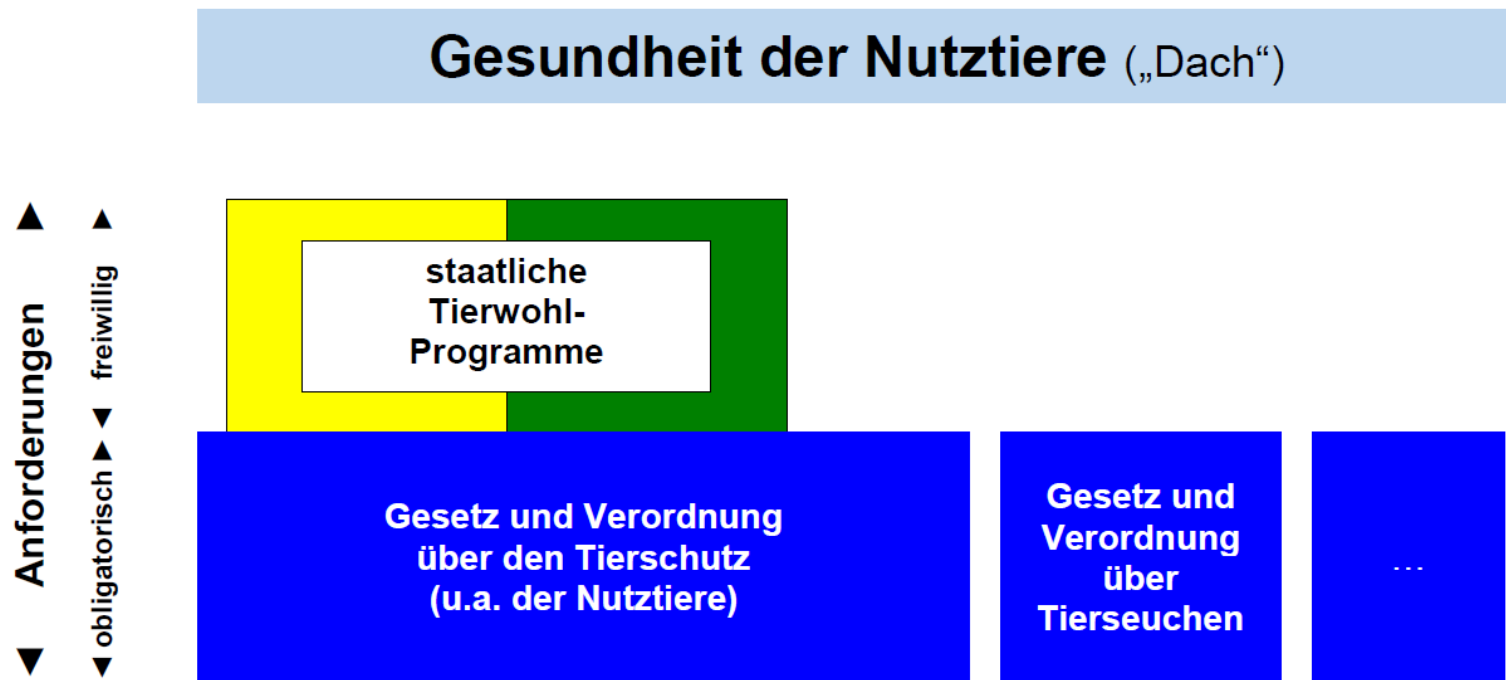 Gesundheit der Nutztiere („Dach“)
◄ Anforderungen ►
◄ obligatorisch ►◄ freiwillig ►
staatliche
Tierwohl-
Programme
Gesetz und Verordnung
über den Tierschutz
(u.a. der Nutztiere)
Gesetz und
Verordnung
über
Tierseuchen
...